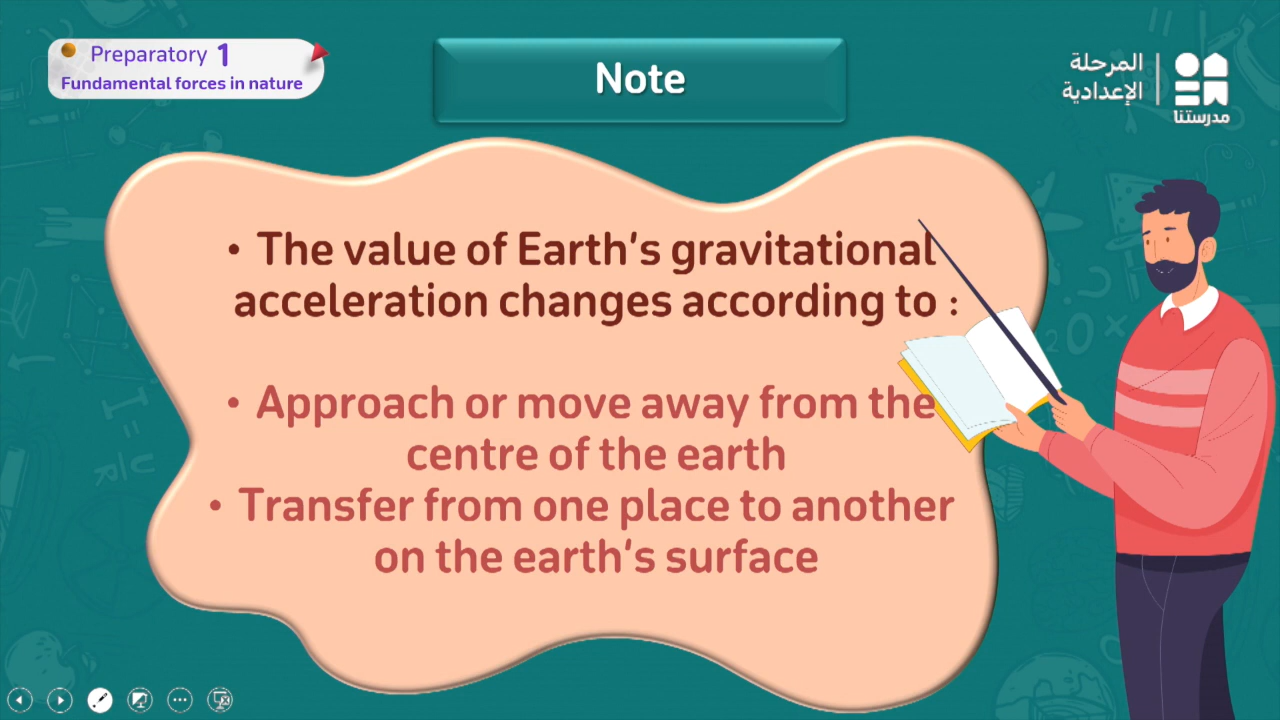 Preparatory 1
Fundamental forces in nature
Note
المرحلة
الإعدادية
مدرستنا
• The value of Earth's gravitational
acceleration changes according to :
• Approach or move away from the
centre of the earth
• Transfer from one place to another
on the earth's surface